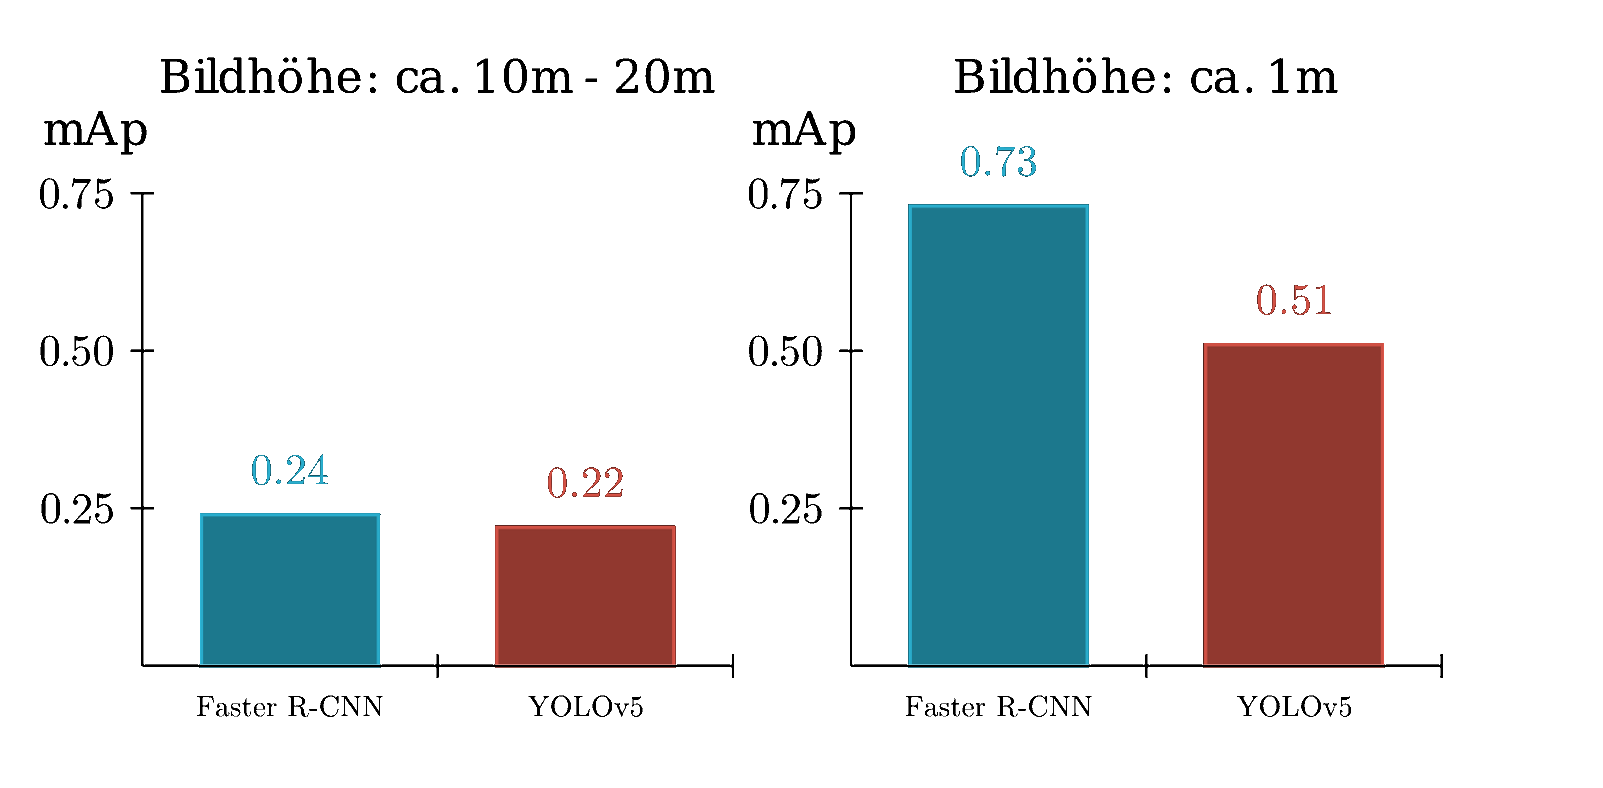 Bildhöhe: ca. 10m - 20m
mAp
0.75
0.50
0.25
0.24
0.22
Faster R-CNN
YOLOv5
Bildhöhe: ca. 1m
mAp
0.75
0.50
0.25
0.73
0.51
Faster R-CNN
YOLOv5